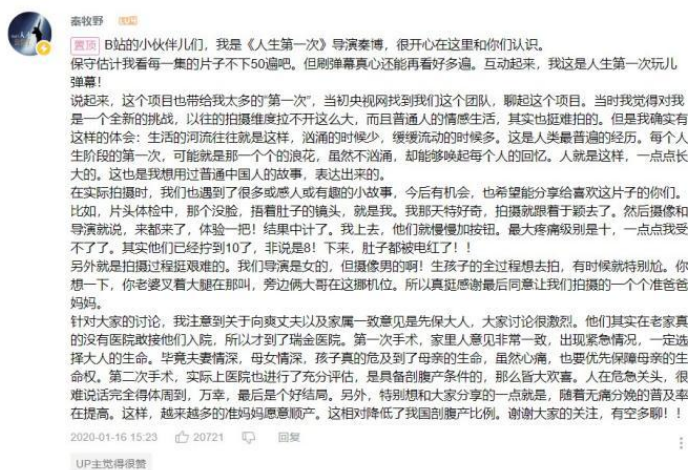 秦牧野 LV5
置顶 B站的小伙伴儿们，我是《人生第一次》导演秦博，很开心在这里和你们认识。
保守估计我看每一集的片子不下50遍吧。但刷弹幕真心还能再看好多遍。互动起来，我这是人生第一次玩儿
弹幕！
说起来，这个项目也带给我太多的“第一次”，当初央视网找到我们这个团队，聊起这个项目。当时我觉得对我
是一个全新的挑战，以往的拍摄维度拉不开这么大，而且普通人的情感生活，其实也挺难拍的。但是我确实有
这样的体会：生活的河流往往就是这样，汹涌的时候少，缓缓流动的时候多。这是人类最普遍的经历。每个人
生阶段的第一次，可能就是那一个个的浪花，虽然不汹涌，却能够唤起每个人的回忆。人就是这样，一点点长
大的。这也是我想用过普通中国人的故事，表达出来的。
在实际拍摄时，我们也遇到了很多或感人或有趣的小故事，今后有机会，也希望能分享给喜欢这片子的你们。
比如，片头体检中，那个没脸，捂着肚子的镜头，就是我。我那天特好奇，拍摄就跟着于颖去了。然后摄像和
导演就说，来都来了，体验一把！结果中计了。我上去，他们就慢慢加按钮。最大疼痛级别是十，一点点我受
不了了。其实他们已经拧到10了，非说是8！下来，肚子都被电红了！！
另外就是拍摄过程挺艰难的。我们导演是女的，但摄像男的啊！生孩子的全过程想去拍，有时候就特别尬。你
想一下，你老婆叉着大腿在那叫，旁边俩大哥在这挪机位。所以真挺感谢最后同意让我们拍摄的一个个准爸爸
妈妈。
针对大家的讨论，我注意到关于向爽丈夫以及家属一致意见是先保大人，大家讨论很激烈。他们其实在老家真
的没有医院敢接他们入院，所以才到了瑞金医院。第一次手术，家里人意见非常一致，出现紧急情况，一定选
择大人的生命。毕竟夫妻情深，母女情深，孩子真的危及到了母亲的生命，虽然心痛，也要优先保障母亲的生
命权。第二次手术，实际上医院也进行了充分评估，是具备剖腹产条件的，那么皆大欢喜。人在危急关头，很
难说话完全得体周到，万幸，最后是个好结局。另外，特别想和大家分享的一点就是，随着无痛分娩的普及率
在提高。这样，越来越多的准妈妈愿意顺产。这相对降低了我国剖腹产比例。谢谢大家的关注，有空多聊！！
2020-01-16 15:23 20721 回复
UP主觉得很赞